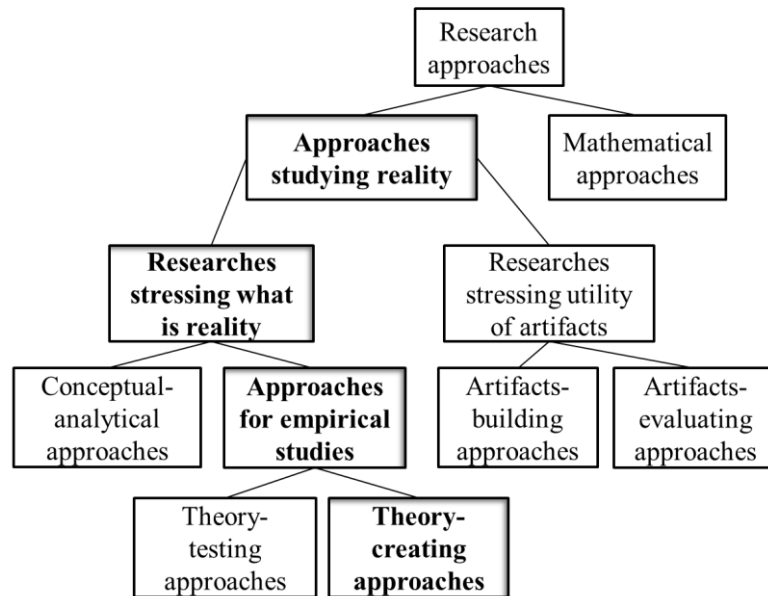 Research
approaches
Approaches
studying reality
Mathematical
approaches
Researches
stressing what
is reality
Researches
stressing utility
of artifacts
Conceptual-
analytical
approaches
Approaches
for empirical
studies
Artifacts-
building
approaches
Artifacts-
evaluating
approaches
Theory-
testing
approaches
Theory-
creating
approaches